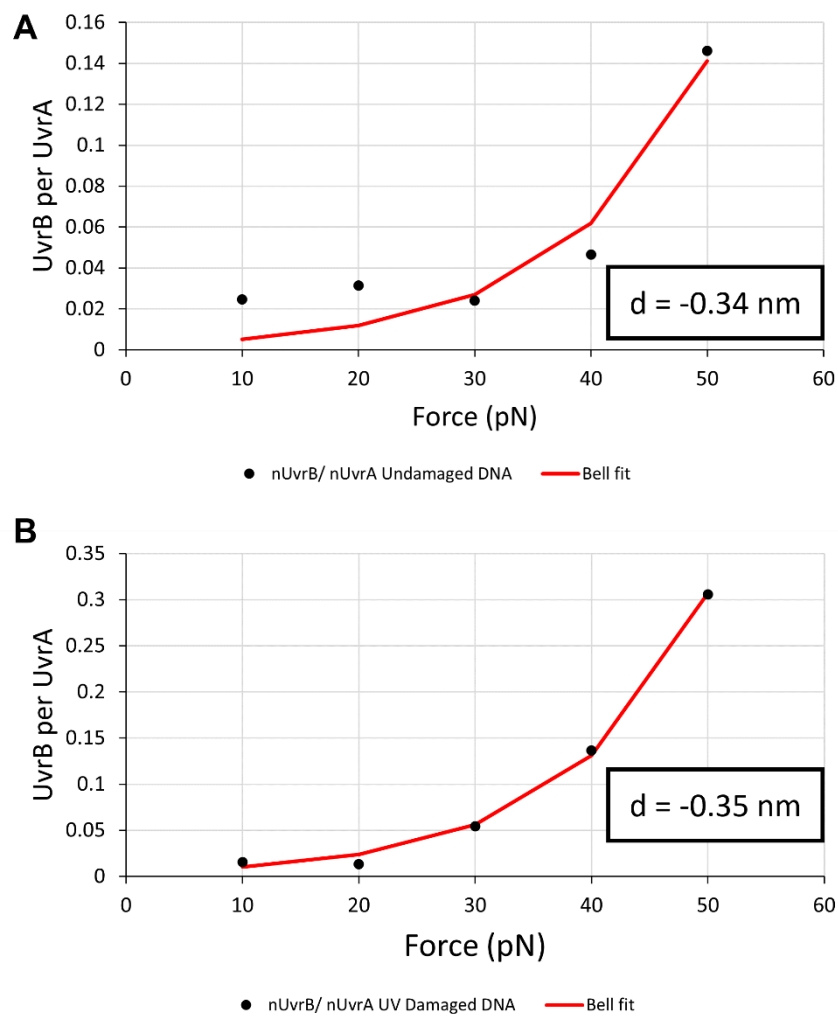 A
0.16
0.14
0.12
0.1
0.08
0.06
0.04
0.02
0
UvrB per UvrA
d = -0.34 nm
0 10 20 30 40 50 60
Force (pN)
nUvrB/ nUvrA Undamaged DNA Bell fit
B
0.35
0.3
0.25
0.2
0.15
0.1
0.05
0
UvrB per UvrA
d = -0.35 nm
0 10 20 30 40 50 60
Force (pN)
nUvrB/ nUvrA UV Damaged DNA Bell fit